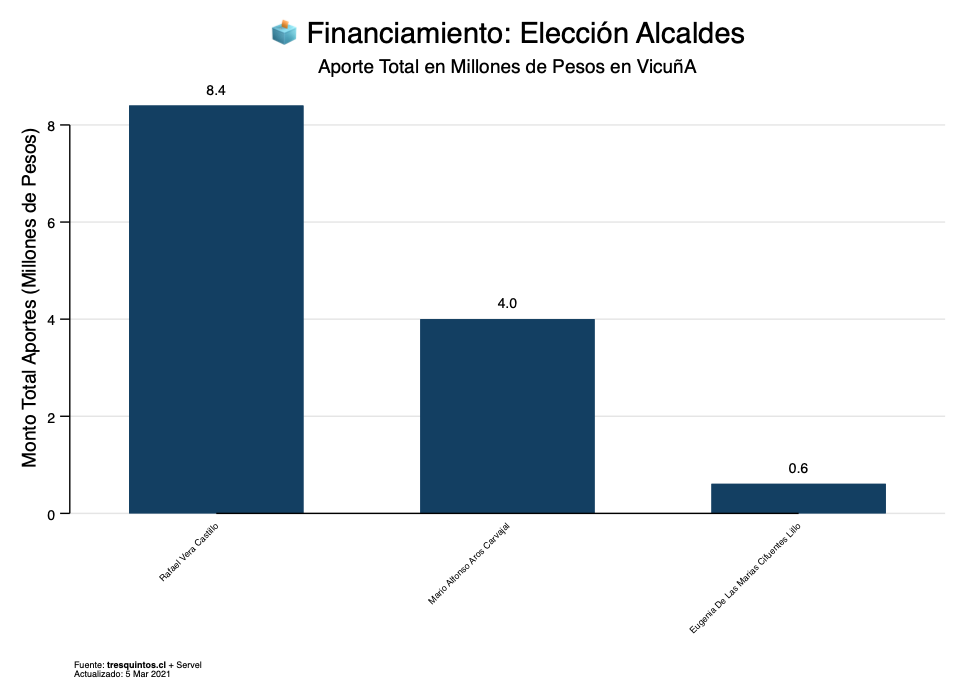 🗳️ Financiamiento: Elección Alcaldes
Aporte Total en Millones de Pesos en VicuñA
Monto Total Aportes (Millones de Pesos)
8
6
4
2
0
8.4
4.0
0.6
Rafael Vera Castillo
Mario Alfonso Aros Carvajal
Eugenia De Las Marias Cifuentes Lillo
Fuente: tresquintos.cl + Servel
Actualizado: 5 Mar 2021